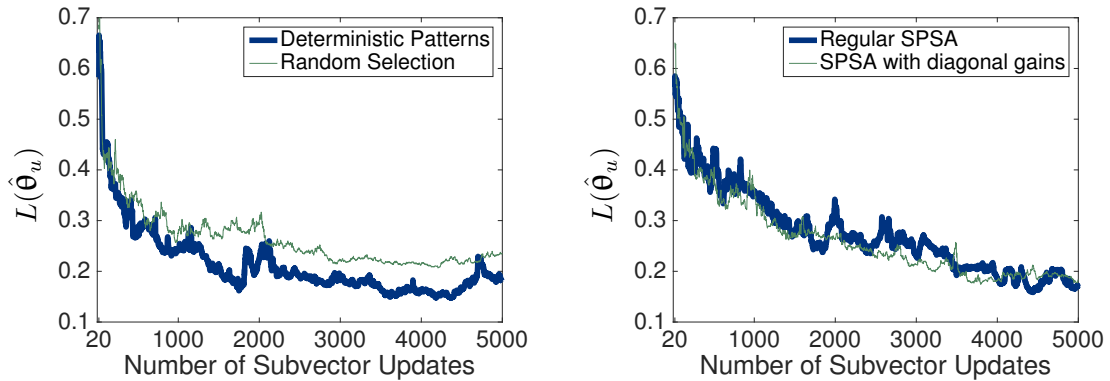 0.7
0.6
0.5
0.4
0.3
0.2
0.1
L(θ̂ᵤ)
Deterministic Patterns
Random Selection
20 1000 2000 3000 4000 5000
Number of Subvector Updates
0.7
0.6
0.5
0.4
0.3
0.2
0.1
L(θ̂ᵤ)
Regular SPSA
SPSA with diagonal gains
20 1000 2000 3000 4000 5000
Number of Subvector Updates